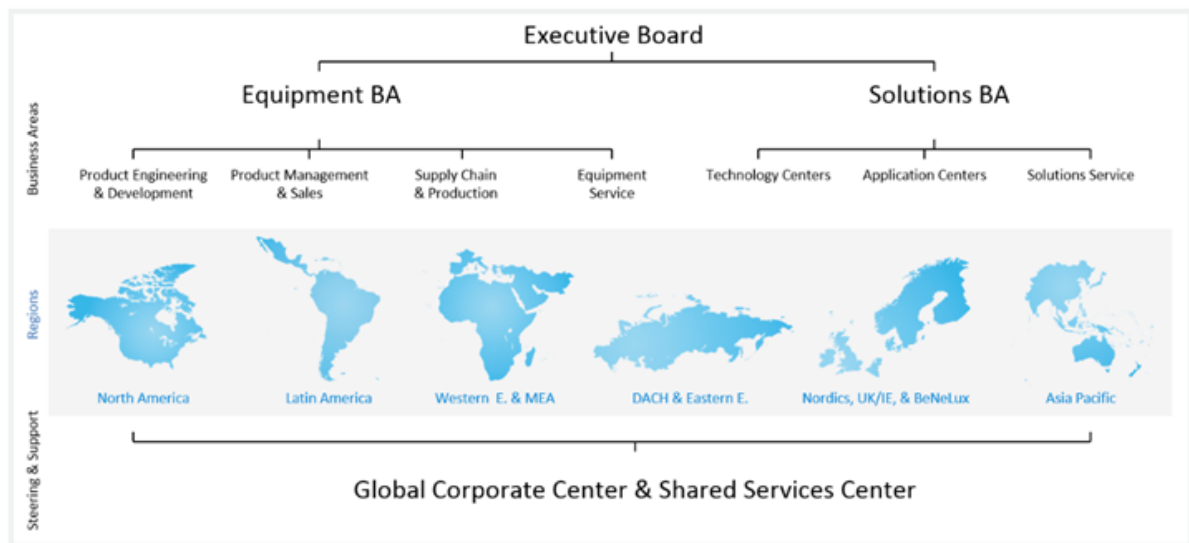 Executive Board
Equipment BA
Solutions BA
Business Areas
Product Engineering
& Development
Product Management
& Sales
Supply Chain
& Production
Equipment
Service
Technology Centers
Application Centers
Solutions Service
Regions
North America
Latin America
Western E. & MEA
DACH & Eastern E.
Nordics, UK/IE, & BeNeLux
Asia Pacific
Steering & Support
Global Corporate Center & Shared Services Center